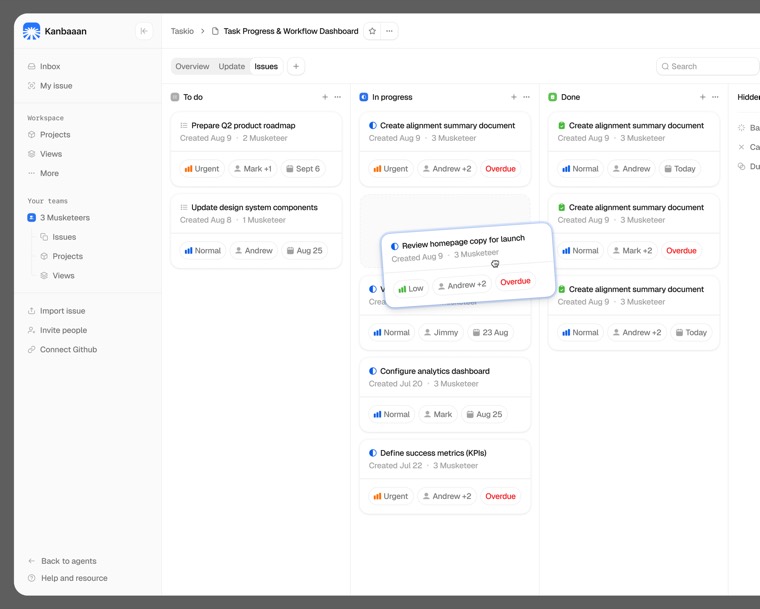 Kanbaaan
Inbox
My issue
Workspace
Projects
Views
More
Your teams
3 Musketeers
Issues
Projects
Views
Import issue
Invite people
Connect Github
Back to agents
Help and resource
Taskio > Task Progress & Workflow Dashboard
Overview Update Issues +
Search
To do
Prepare Q2 product roadmap
Created Aug 9 · 2 Musketeer
Urgent Mark +1 Sept 6
Update design system components
Created Aug 8 · 1 Musketeer
Normal Andrew Aug 25
In progress
Create alignment summary document
Created Aug 9 · 3 Musketeer
Urgent Andrew +2 Overdue
Review homepage copy for launch
Created Aug 9 · 3 Musketeer
Low Andrew +2 Overdue
Normal Jimmy 23 Aug
Configure analytics dashboard
Created Jul 20 · 3 Musketeer
Normal Mark Aug 25
Define success metrics (KPIs)
Created Jul 22 · 3 Musketeer
Urgent Andrew +2 Overdue
Done
Create alignment summary document
Created Aug 9 · 3 Musketeer
Normal Andrew Today
Create alignment summary document
Created Aug 9 · 3 Musketeer
Normal Mark +2 Overdue
Create alignment summary document
Created Aug 9 · 3 Musketeer
Normal Andrew +2 Today
Hidden
Ba
Ca
Du